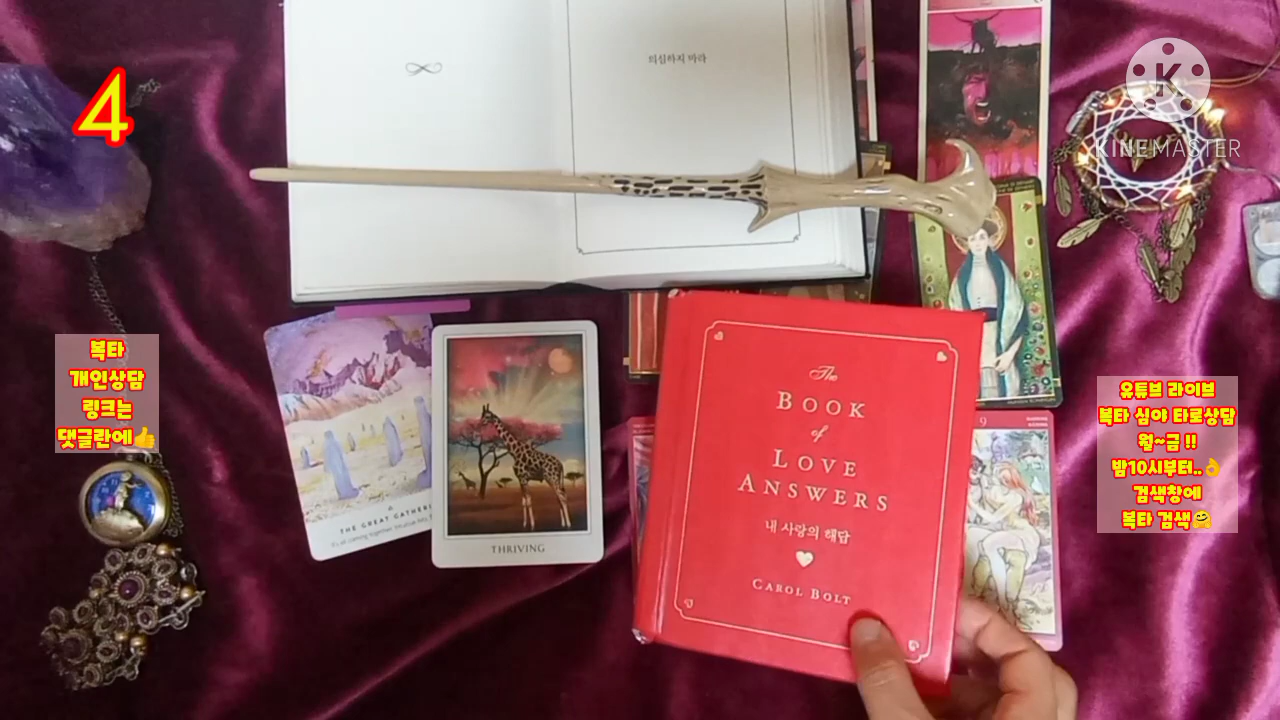 4
의심하지 마라
K
KINEMASTER
복타
개인상담
링크는
댓글란에👍
유튜브 라이브
복타 심야 타로상담
월~금 !!
밤10시부터..👌
검색창에
복타 검색🤗
THE GREAT
THRIVING
The
BOOK
of
LOVE
ANSWERS
내 사랑의 해답
CAROL BOLT
9